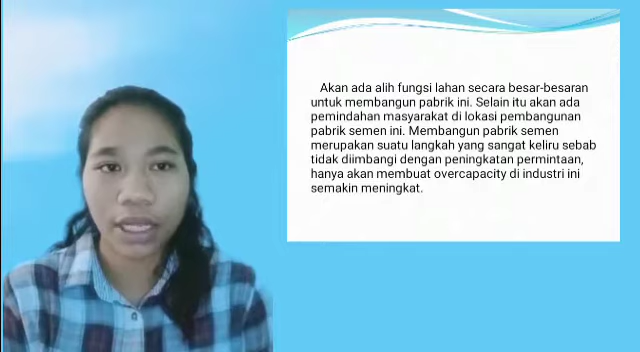 Akan ada alih fungsi lahan secara besar-besaran
untuk membangun pabrik ini. Selain itu akan ada
pemindahan masyarakat di lokasi pembangunan
pabrik semen ini. Membangun pabrik semen
merupakan suatu langkah yang sangat keliru sebab
tidak diimbangi dengan peningkatan permintaan,
hanya akan membuat overcapacity di industri ini
semakin meningkat.